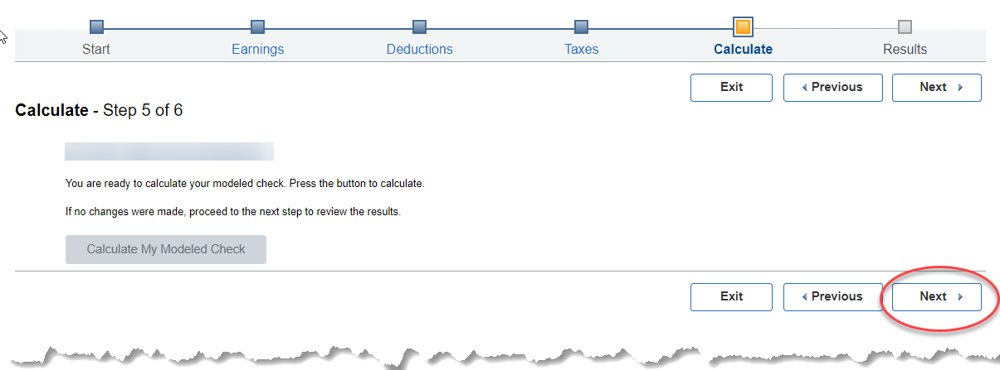 Start Earnings Deductions Taxes Calculate Results
Exit Previous Next
Calculate - Step 5 of 6
You are ready to calculate your modeled check. Press the button to calculate.
If no changes were made, proceed to the next step to review the results.
Calculate My Modeled Check
Exit Previous Next